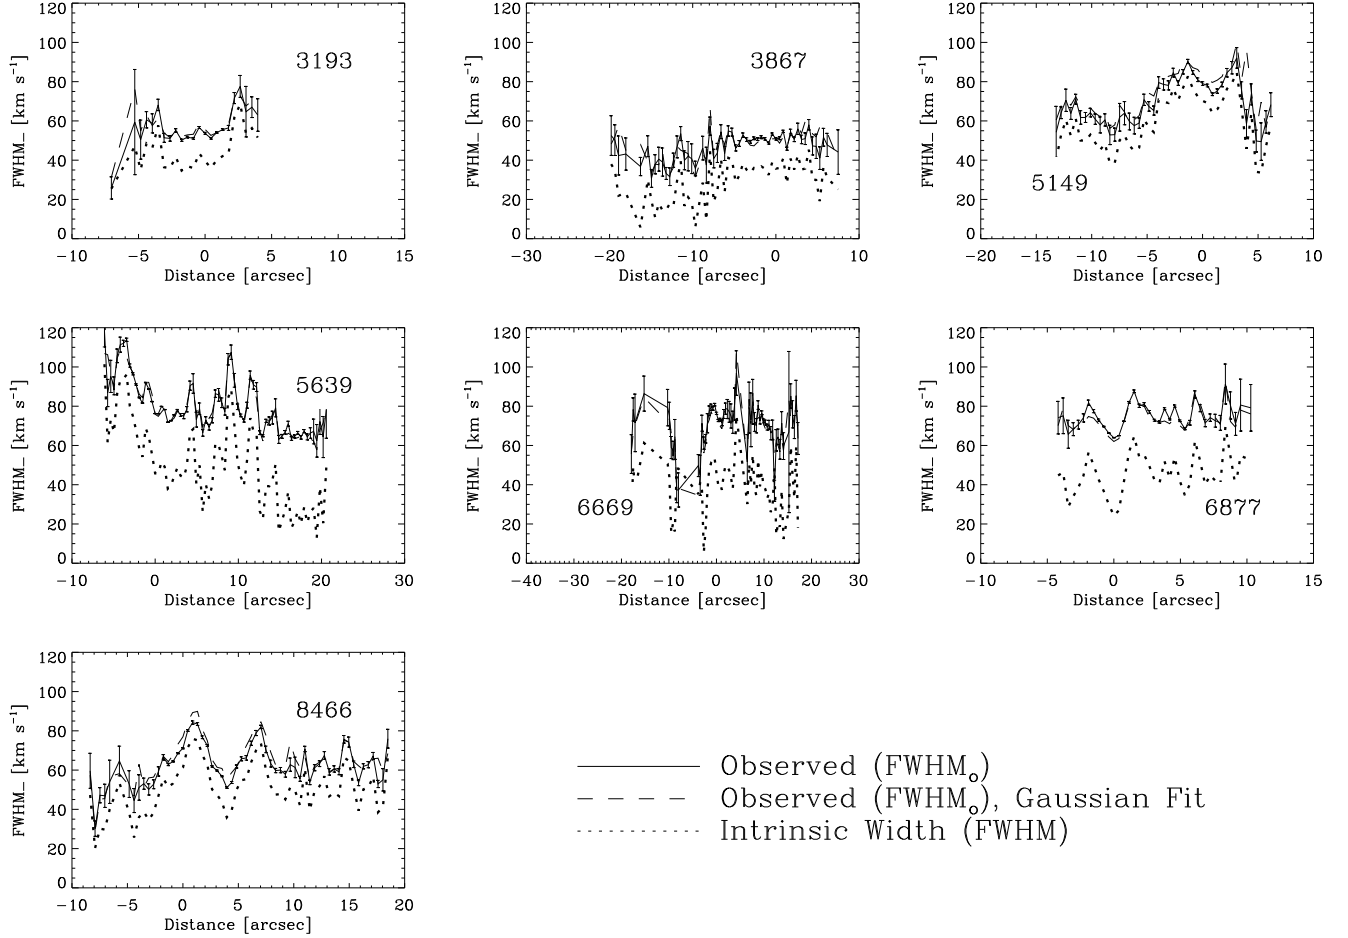 120
100
80
60
40
20
0
FWHM_ [km s⁻¹]
3193
−10 −5 0 5 10 15
Distance [arcsec]
120
100
80
60
40
20
0
FWHM_ [km s⁻¹]
3867
−30 −20 −10 0 10
Distance [arcsec]
120
100
80
60
40
20
0
FWHM_ [km s⁻¹]
5149
−20 −15 −10 −5 0 5 10
Distance [arcsec]
120
100
80
60
40
20
0
FWHM_ [km s⁻¹]
5639
−10 0 10 20 30
Distance [arcsec]
120
100
80
60
40
20
0
FWHM_ [km s⁻¹]
6669
−40 −30 −20 −10 0 10 20 30
Distance [arcsec]
120
100
80
60
40
20
0
FWHM_ [km s⁻¹]
6877
−10 −5 0 5 10 15
Distance [arcsec]
120
100
80
60
40
20
0
FWHM_ [km s⁻¹]
8466
−10 −5 0 5 10 15 20
Distance [arcsec]
Observed (FWHMₒ)
Observed (FWHMₒ), Gaussian Fit
Intrinsic Width (FWHM)